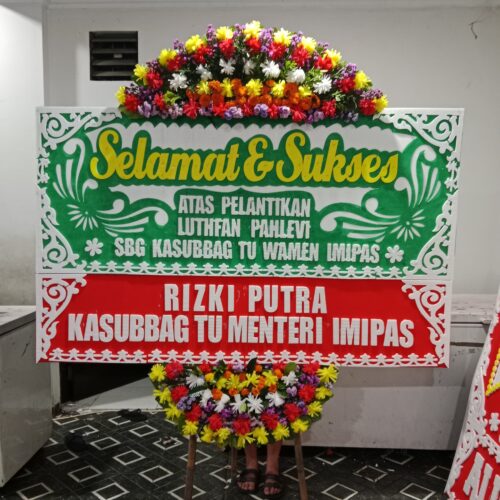 Selamat & Sukses
ATAS PELANTIKAN
LUTHFAN PAHLEVI
SBG KASUBBAG TU WAMEN IMIPAS
RIZKI PUTRA
KASUBBAG TU MENTERI IMIPAS